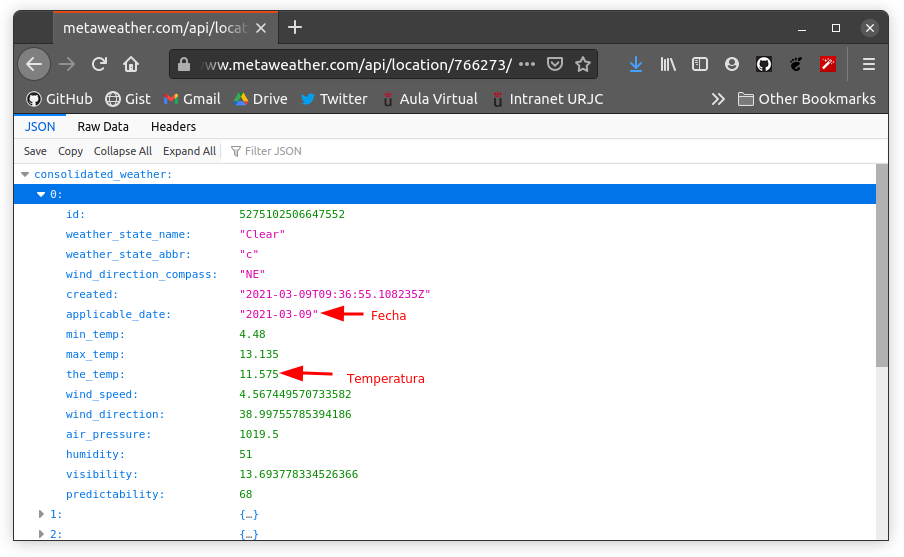 metaweather.com/api/locat
ww.metaweather.com/api/location/766273/
GitHub Gist Gmail Drive Twitter Aula Virtual Intranet URJC Other Bookmarks
JSON Raw Data Headers
Save Copy Collapse All Expand All Filter JSON
consolidated_weather:
0:
id: 5275102506647552
weather_state_name: "Clear"
weather_state_abbr: "c"
wind_direction_compass: "NE"
created: "2021-03-09T09:36:55.108235Z"
applicable_date: "2021-03-09" Fecha
min_temp: 4.48
max_temp: 13.135
the_temp: 11.575 Temperatura
wind_speed: 4.567449570733582
wind_direction: 38.99755785394186
air_pressure: 1019.5
humidity: 51
visibility: 13.693778334526366
predictability: 68
1: {…}
2: {…}